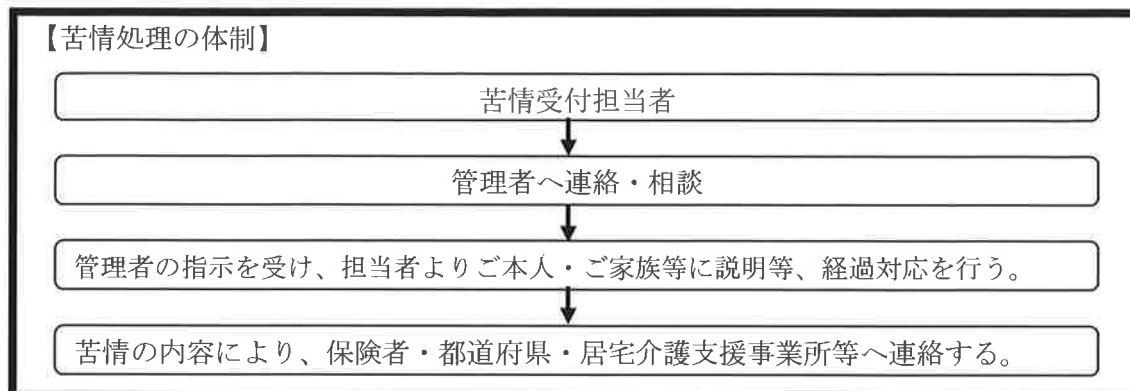 【苦情処理の体制】
苦情受付担当者
管理者へ連絡・相談
管理者の指示を受け、担当者よりご本人・ご家族等に説明等、経過対応を行う。
苦情の内容により、保険者・都道府県・居宅介護支援事業所等へ連絡する。